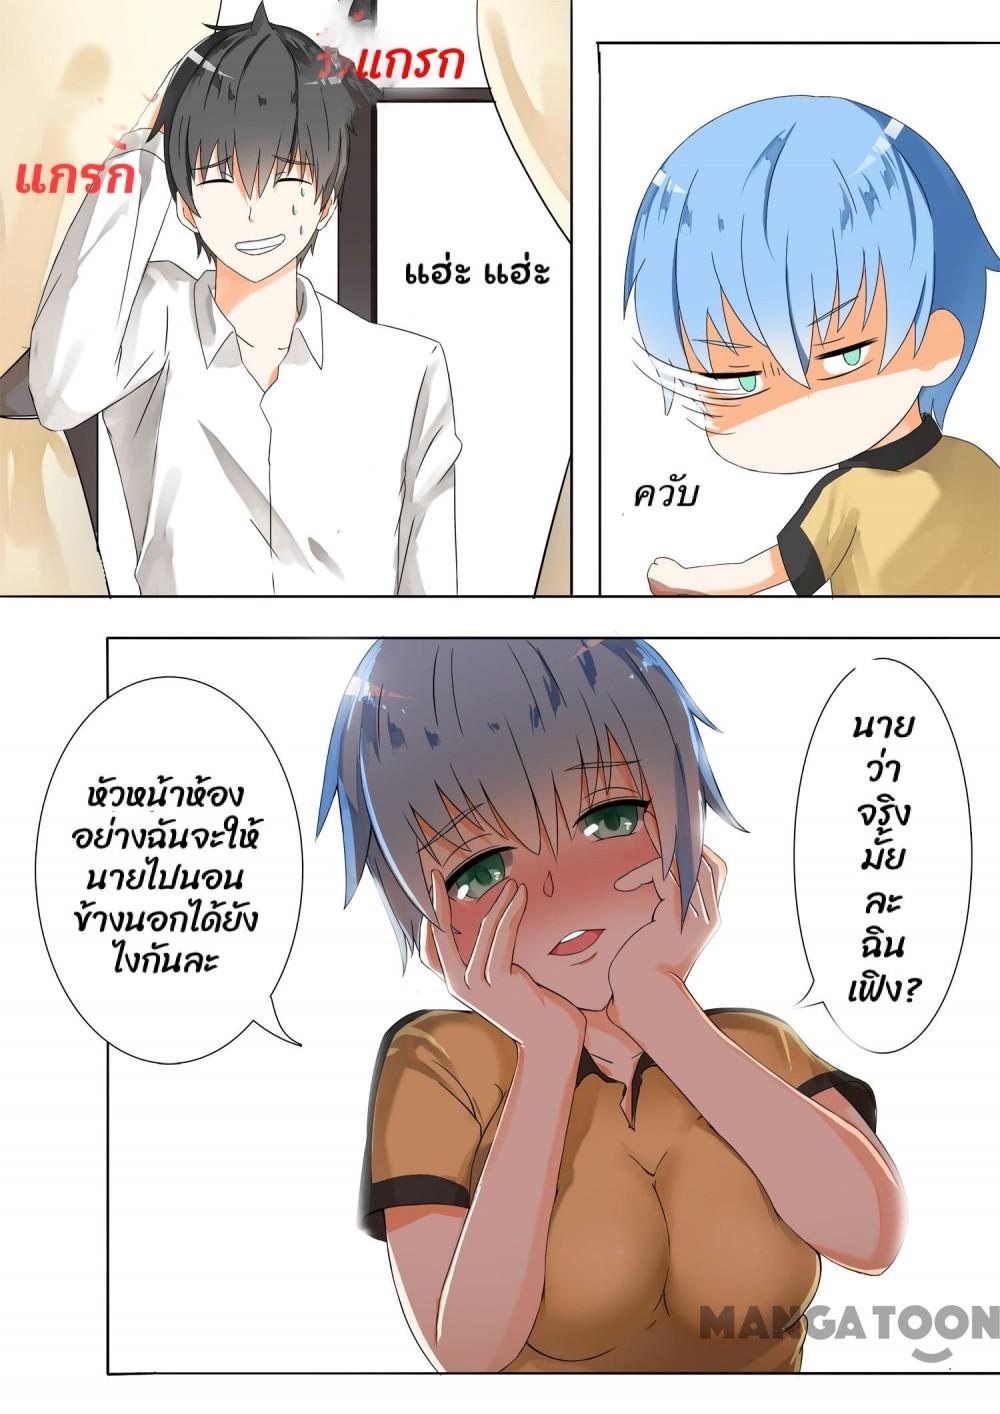 แกรก
แกรก
แฮ่ะ แฮ่ะ
ควับ
หัวหน้าห้อง
อย่างฉันจะให้
นายไปนอน
ข้างนอกได้ยัง
ไงกันละ
นาย
ว่า
จริง
มั้ย
ละ
ฉิน
เฟิง?
MANGATOON